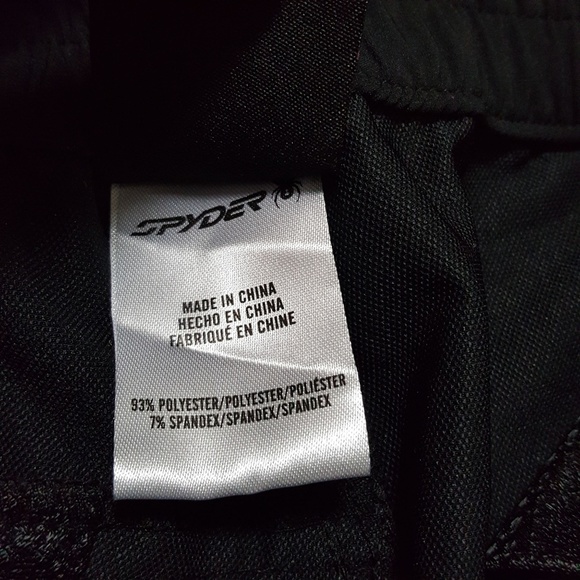 SPYDER
MADE IN CHINA
HECHO EN CHINA
FABRIQUÉ EN CHINE
93% POLYESTER/POLYESTER/POLIÉSTER
7% SPANDEX/SPANDEX/SPANDEX